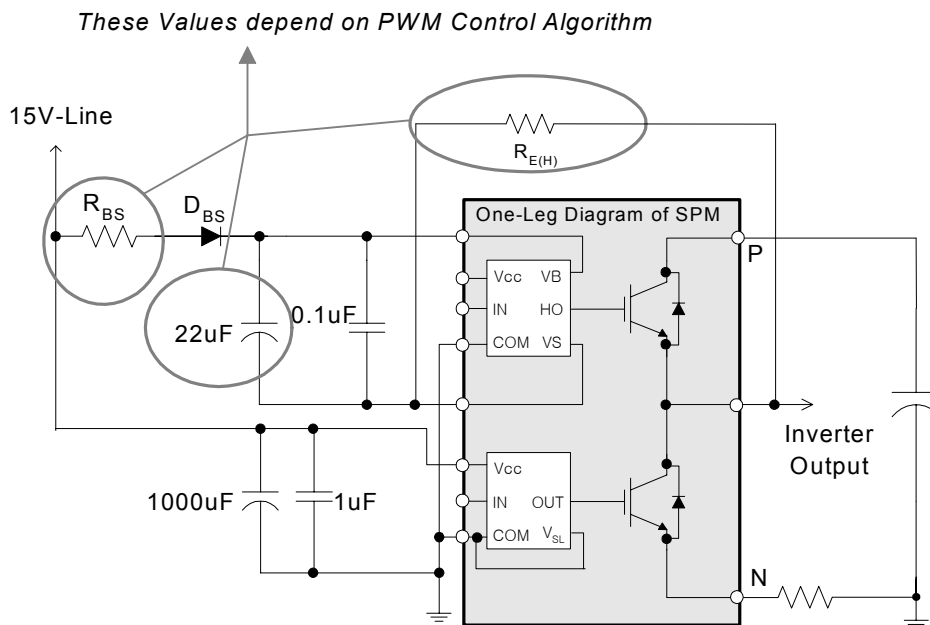 These Values depend on PWM Control Algorithm
15V-Line
R_E(H)
R_BS
D_BS
One-Leg Diagram of SPM
P
Vcc
VB
IN
HO
COM
VS
22uF
0.1uF
Inverter
Output
Vcc
IN
OUT
COM
V_SL
1000uF
1uF
N